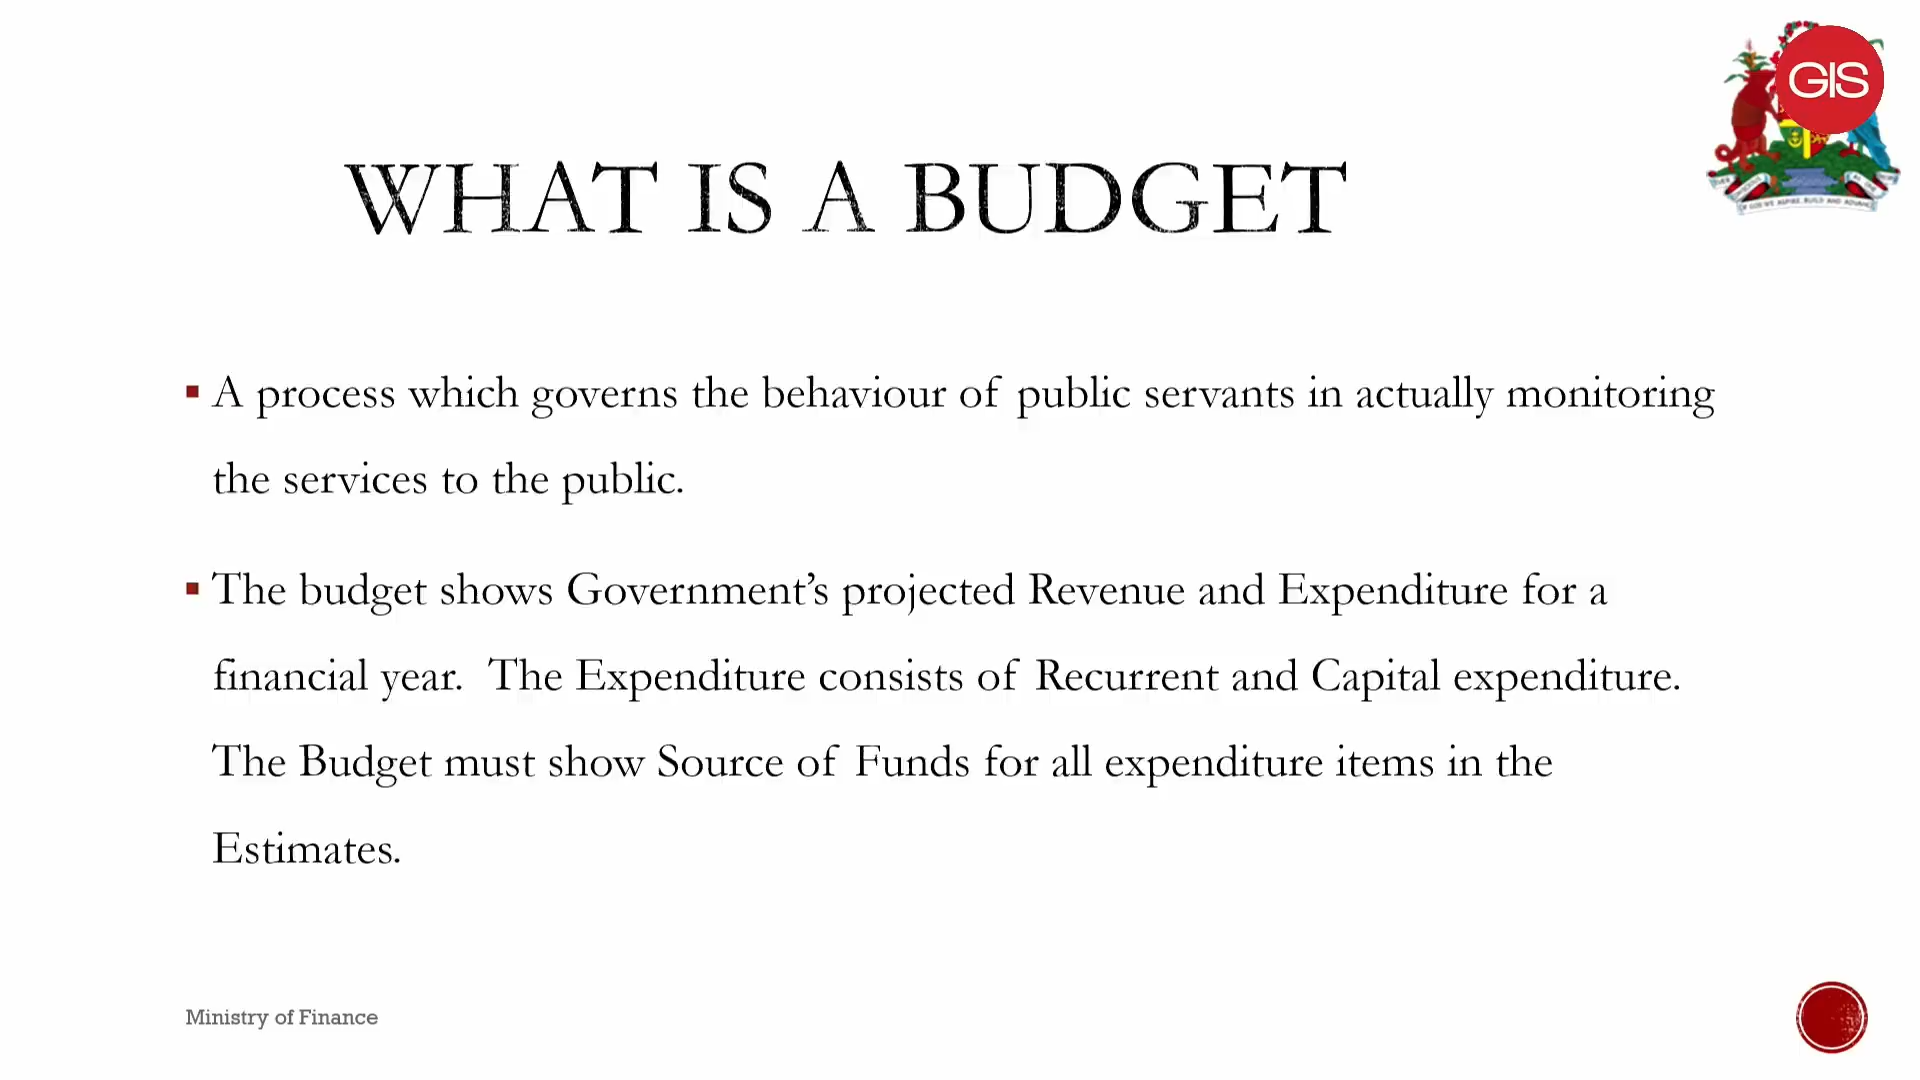 GIS
WHAT IS A BUDGET
▪ A process which governs the behaviour of public servants in actually monitoring
the services to the public.
▪ The budget shows Government’s projected Revenue and Expenditure for a
financial year.  The Expenditure consists of Recurrent and Capital expenditure.
The Budget must show Source of Funds for all expenditure items in the
Estimates.
Ministry of Finance